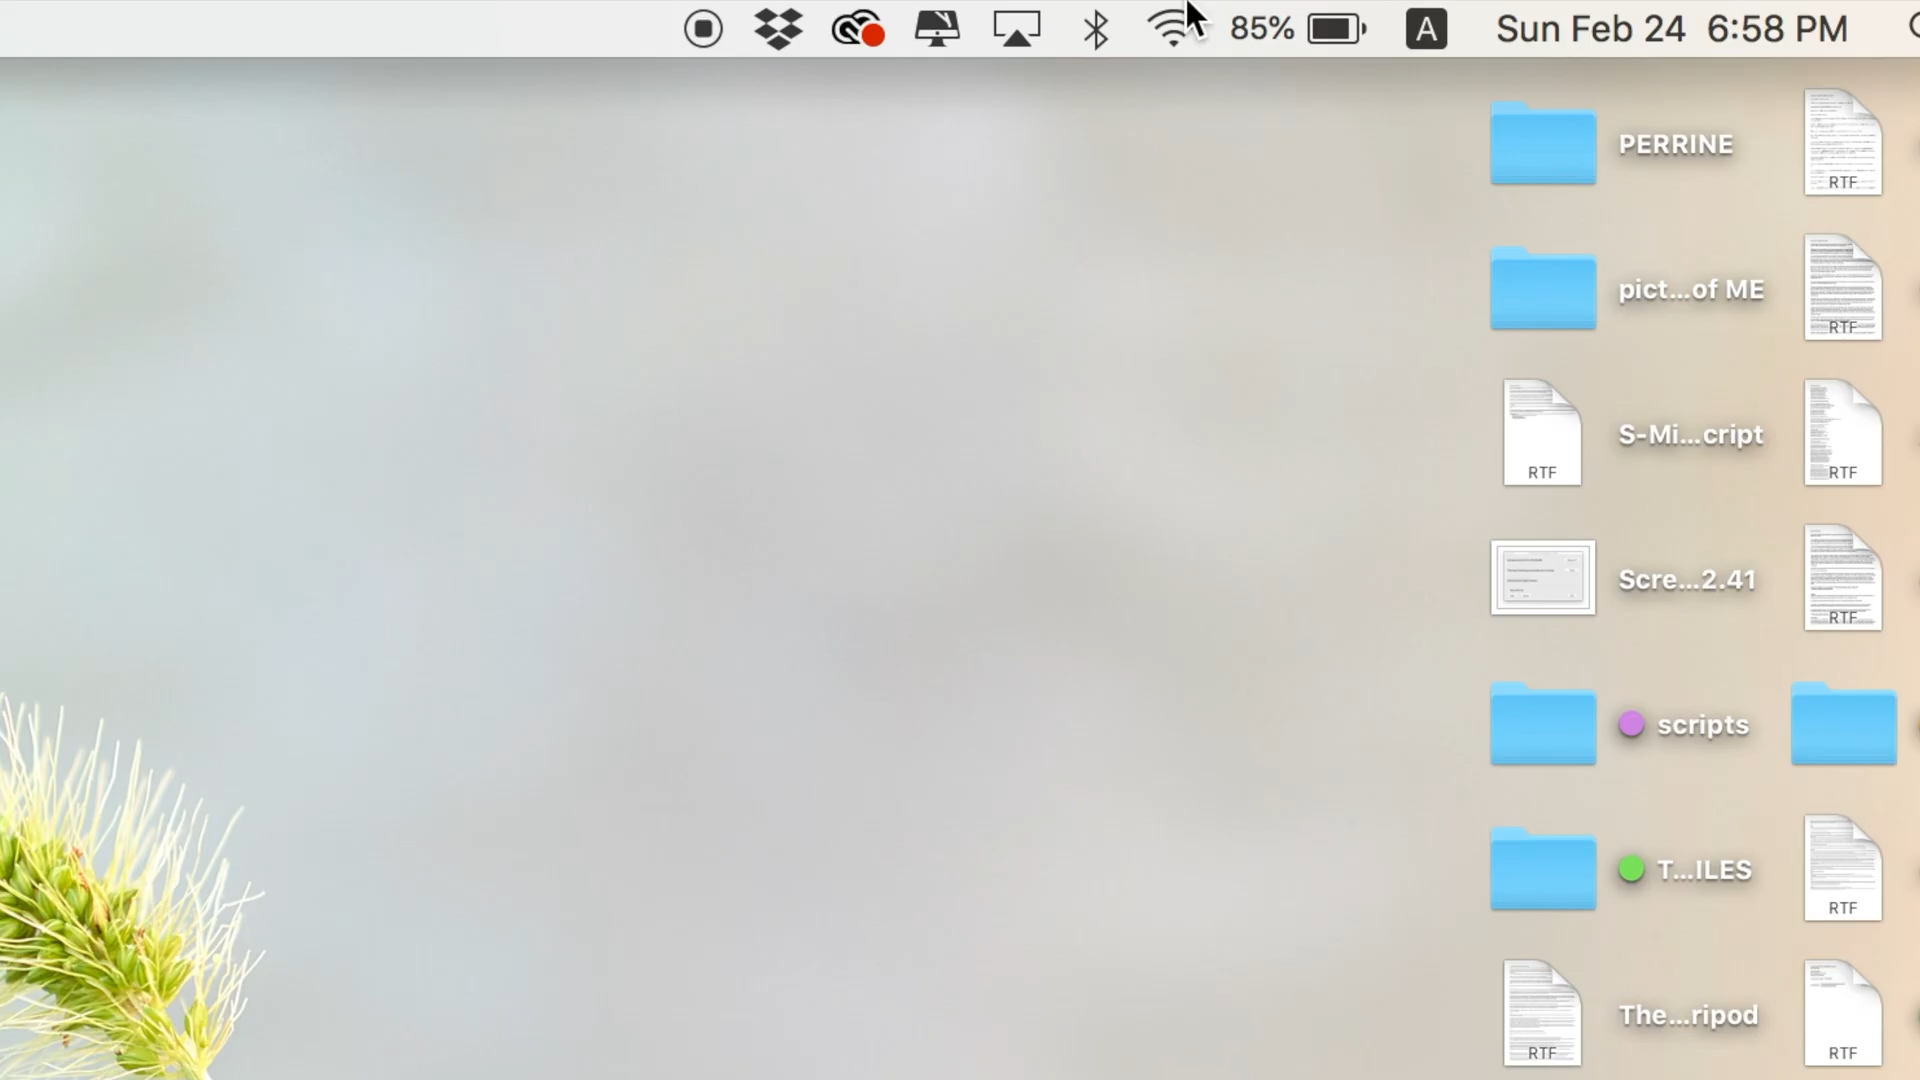 85% A Sun Feb 24 6:58 PM
PERRINE
RTF
pict...of ME
RTF
S-Mi...cript
RTF
RTF
Scre...2.41
RTF
scripts
T...ILES
RTF
The...ripod
RTF
RTF